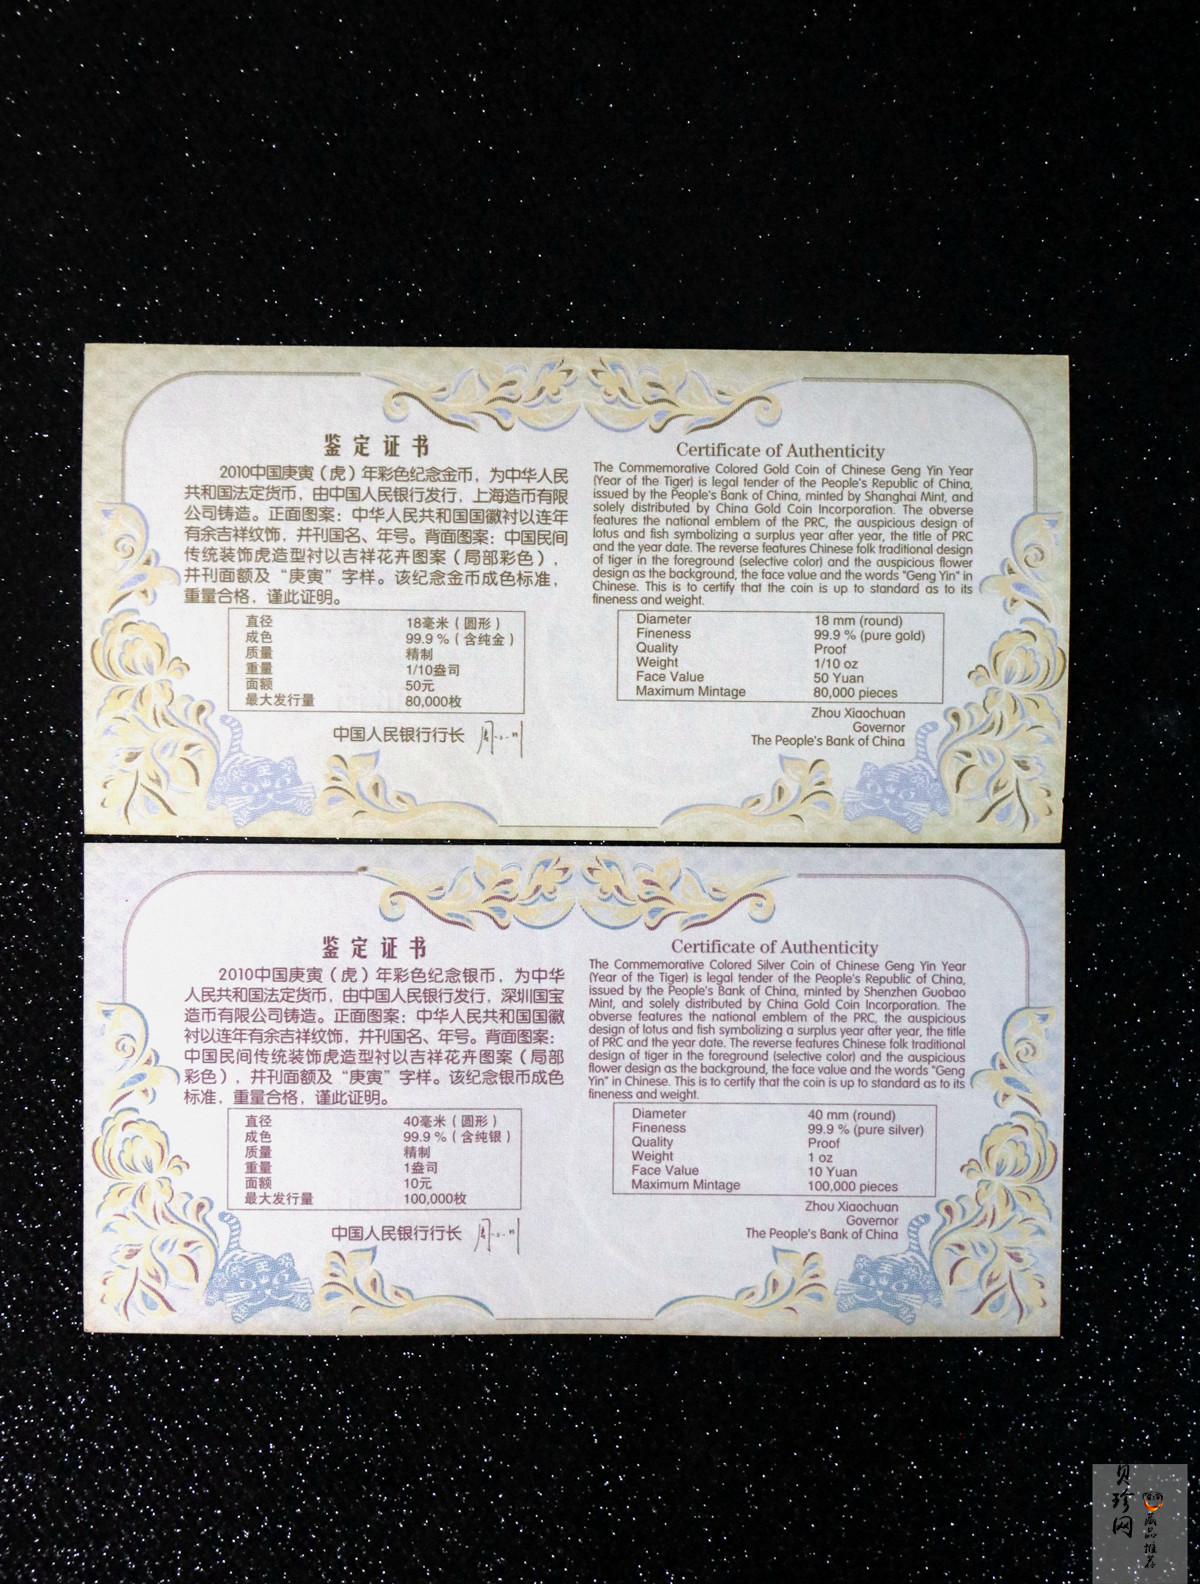 鉴定证书
2010中国庚寅（虎）年彩色纪念金币，为中华人民
共和国法定货币，由中国人民银行发行，上海造币有限
公司铸造。正面图案：中华人民共和国国徽衬以连年
有余吉祥纹饰，并刊国名、年号。背面图案：中国民间
传统装饰虎造型衬以吉祥花卉图案（局部彩色），
并刊面额及“庚寅”字样。该纪念金币成色标准，
重量合格，谨此证明。
直径 18毫米（圆形）
成色 99.9％（含纯金）
质量 精制
重量 1/10盎司
面额 50元
最大发行量 80,000枚
中国人民银行行长
Certificate of Authenticity
The Commemorative Colored Gold Coin of Chinese Geng Yin Year
(Year of the Tiger) is legal tender of the People's Republic of China,
issued by the People's Bank of China, minted by Shanghai Mint, and
solely distributed by China Gold Coin Incorporation. The obverse
features the national emblem of the PRC, the auspicious design of
lotus and fish symbolizing a surplus year after year, the title of PRC
and the year date. The reverse features Chinese folk traditional design
of tiger in the foreground (selective color) and the auspicious flower
design as the background, the face value and the words "Geng Yin" in
Chinese. This is to certify that the coin is up to standard as to its
fineness and weight.
Diameter 18 mm (round)
Fineness 99.9 % (pure gold)
Quality Proof
Weight 1/10 oz
Face Value 50 Yuan
Maximum Mintage 80,000 pieces
Zhou Xiaochuan
Governor
The People's Bank of China
鉴定证书
2010中国庚寅（虎）年彩色纪念银币，为中华
人民共和国法定货币，由中国人民银行发行，深圳国宝
造币有限公司铸造。正面图案：中华人民共和国国徽
衬以连年有余吉祥纹饰，并刊国名、年号。背面图案：
中国民间传统装饰虎造型衬以吉祥花卉图案（局部
彩色），并刊面额及“庚寅”字样。该纪念银币成色
标准，重量合格，谨此证明。
直径 40毫米（圆形）
成色 99.9％（含纯银）
质量 精制
重量 1盎司
面额 10元
最大发行量 100,000枚
中国人民银行行长
Certificate of Authenticity
The Commemorative Colored Silver Coin of Chinese Geng Yin Year
(Year of the Tiger) is legal tender of the People's Republic of China,
issued by the People's Bank of China, minted by Shenzhen Guobao
Mint, and solely distributed by China Gold Coin Incorporation. The
obverse features the national emblem of the PRC, the auspicious
design of lotus and fish symbolizing a surplus year after year, the title
of PRC and the year date. The reverse features Chinese folk traditional
design of tiger in the foreground (selective color) and the auspicious
flower design as the background, the face value and the words "Geng
Yin" in Chinese. This is to certify that the coin is up to standard as to its
fineness and weight.
Diameter 40 mm (round)
Fineness 99.9 % (pure silver)
Quality Proof
Weight 1 oz
Face Value 10 Yuan
Maximum Mintage 100,000 pieces
Zhou Xiaochuan
Governor
The People's Bank of China
贝珍网
藏品推荐